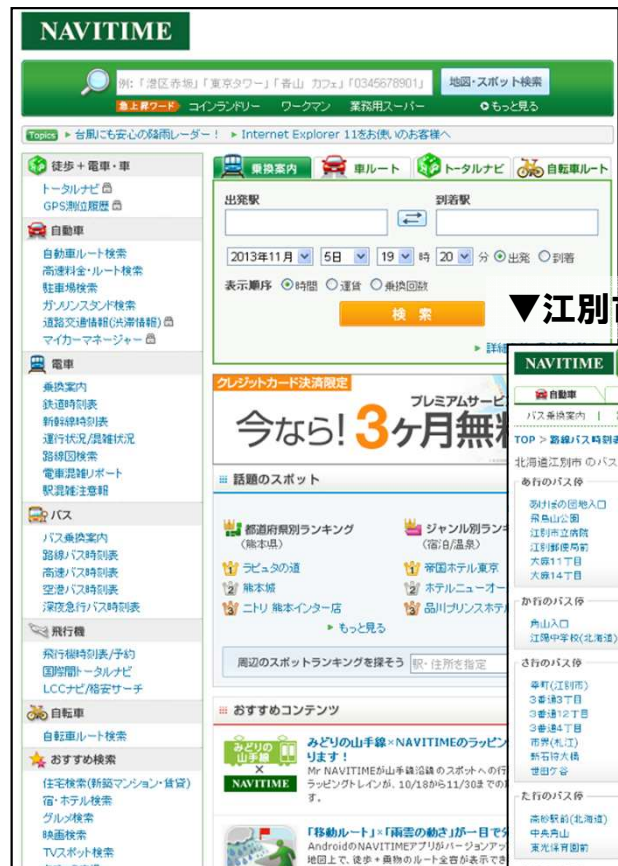 NAVITIME
例:「港区赤坂」「東京タワー」「青山 カフェ」「0345678901」
地図・スポット検索
急上昇ワード コインランドリー ワークマン 業務用スーパー もっと見る
Topics 台風にも安心の降雨レーダー! Internet Explorer 11をお使いのお客様へ
徒歩+電車・車
トータルナビ
GPS測位履歴
自動車
自動車ルート検索
高速料金・ルート検索
駐車場検索
ガソリンスタンド検索
道路交通情報(渋滞情報)
マイカーマネージャー
電車
乗換案内
鉄道時刻表
新幹線時刻表
運行状況/混雑状況
路線図検索
電車混雑リポート
駅混雑注意報
バス
バス乗換案内
路線バス時刻表
高速バス時刻表
空港バス時刻表
深夜急行バス時刻表
飛行機
飛行機時刻表/予約
国際間トータルナビ
LCCナビ/格安サーチ
自転車
自転車ルート検索
おすすめ検索
住宅検索(新築マンション・賃貸)
宿・ホテル検索
グルメ検索
映画検索
TVスポット検索
乗換案内 車ルート トータルナビ 自転車ルート
出発駅 到着駅
2013年11月 5日 19 時 20 分 出発 到着
表示順序 時間 運賃 乗換回数
検 索
詳細
クレジットカード決済限定
プレミアムサービ
今なら!3ヶ月無料
話題のスポット
都道府県別ランキング
(熊本県)
1 ラピュタの道
2 熊本城
3 ニトリ 熊本インター店
もっと見る
ジャンル別ラン
(宿泊/温泉)
1 帝国ホテル東京
2 ホテルニューオー
3 品川プリンスホテ
周辺のスポットランキングを探そう 駅・住所を指定
おすすめコンテンツ
みどりの山手線
×
NAVITIME
みどりの山手線×NAVITIMEのラッピン
ります!
Mr NAVITIMEが山手線沿線のスポットへの行
ラッピングトレインが、10/18から11/30までの
す。
「移動ルート」×「雨雲の動き」が一目で
AndroidのNAVITIMEアプリがバージョンアッ
地図上で、徒歩+乗物のルート全容が表示でき
▼江別市
NAVITIME
自動車
バス乗換案内 |
TOP > 路線バス時刻表
北海道江別市 のバス
あ行のバス停
あけぼの団地入口
飛鳥山公園
江別市立病院
江別郵便局前
大麻11丁目
大麻14丁目
か行のバス停
角山入口
江陽中学校(北海道)
さ行のバス停
幸町(江別市)
3番通3丁目
3番通12丁目
3番通4丁目
市界(札江)
新石狩大橋
世田ケ谷
た行のバス停
高砂駅前(北海道)
中央角山
東光保育園前